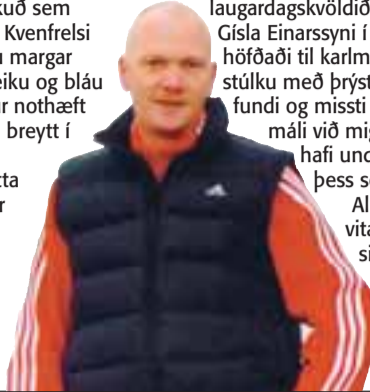 kuð sem
Kvenfrelsi
margar
eiku og bláu
r nothæft
breytt í
tta
r
laugardagskvöldið
Gísla Einarssyni í
höfðaði til karlm
stúlku með þrýst
fundi og missti
máli við mig
hafi und
þess se
Al
vita
si